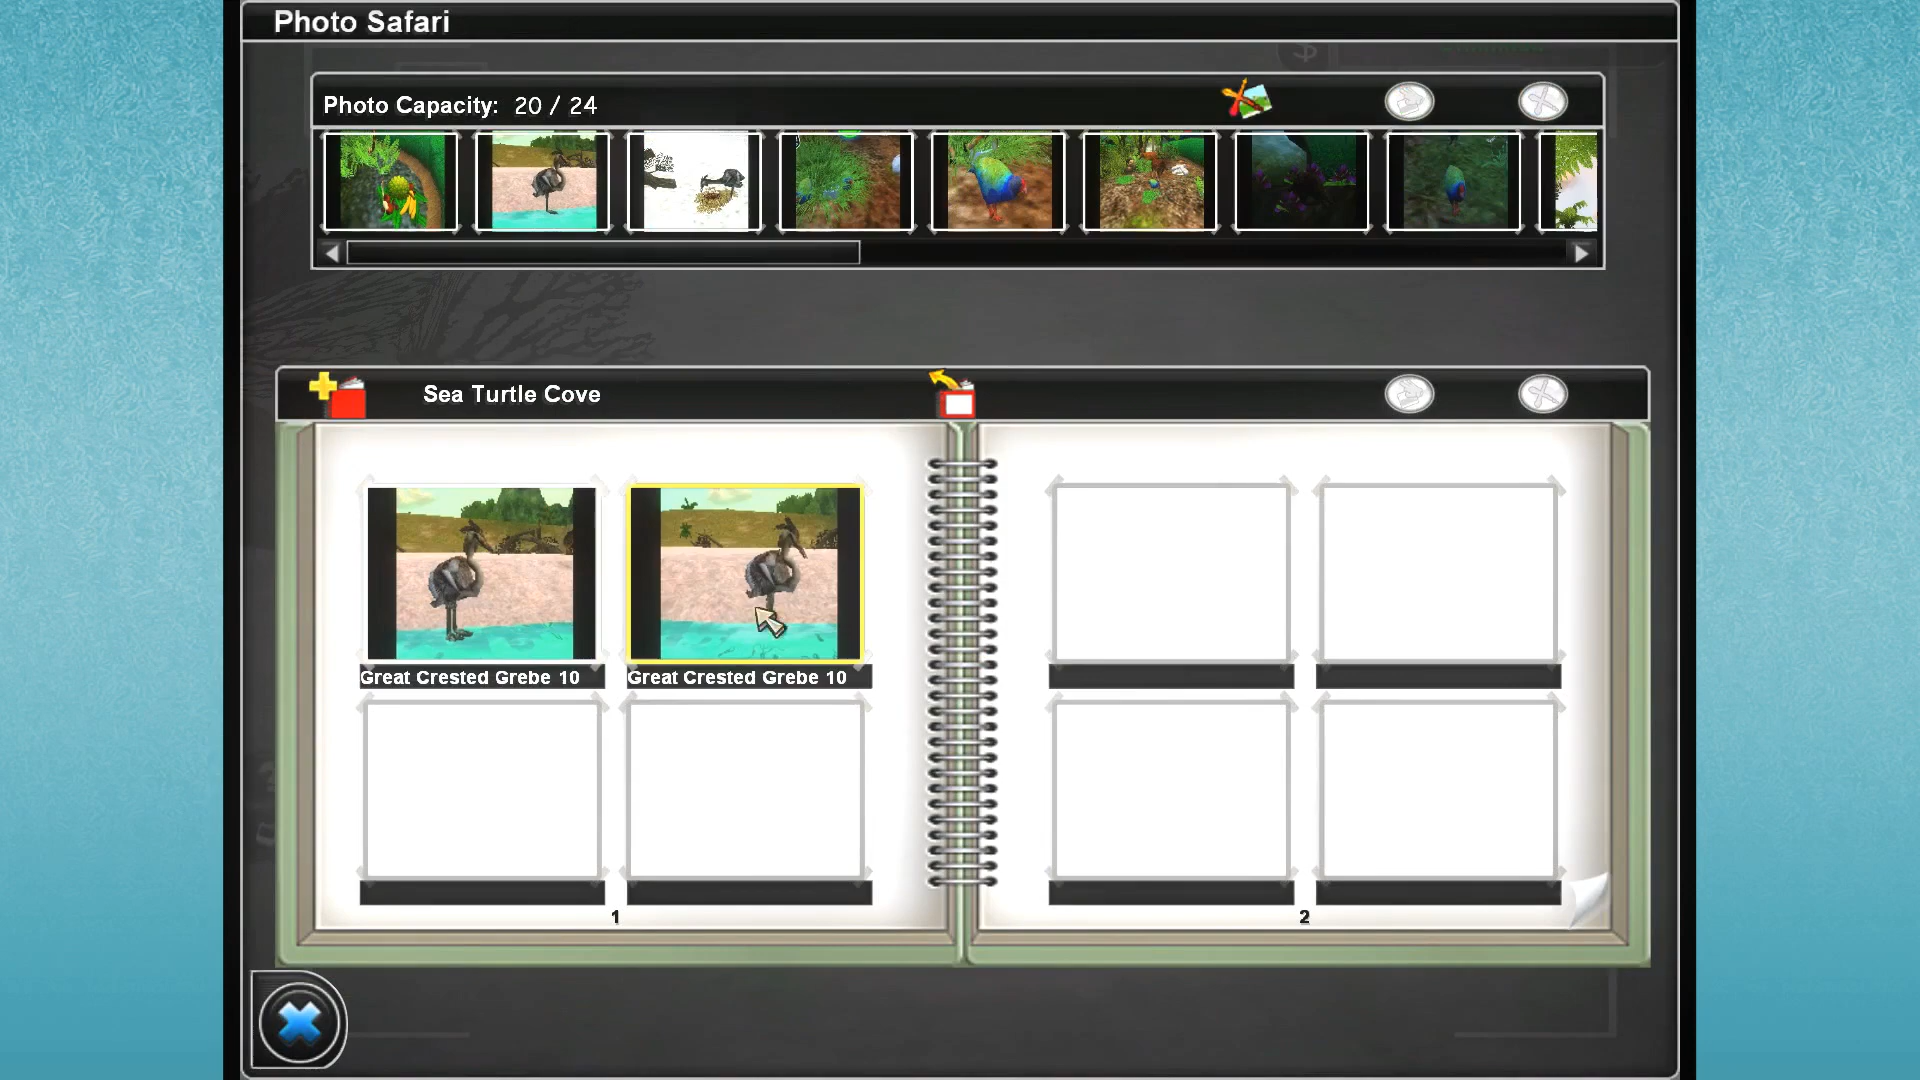 Photo Safari
Photo Capacity: 20 / 24
Sea Turtle Cove
Great Crested Grebe 10
Great Crested Grebe 10
1
2